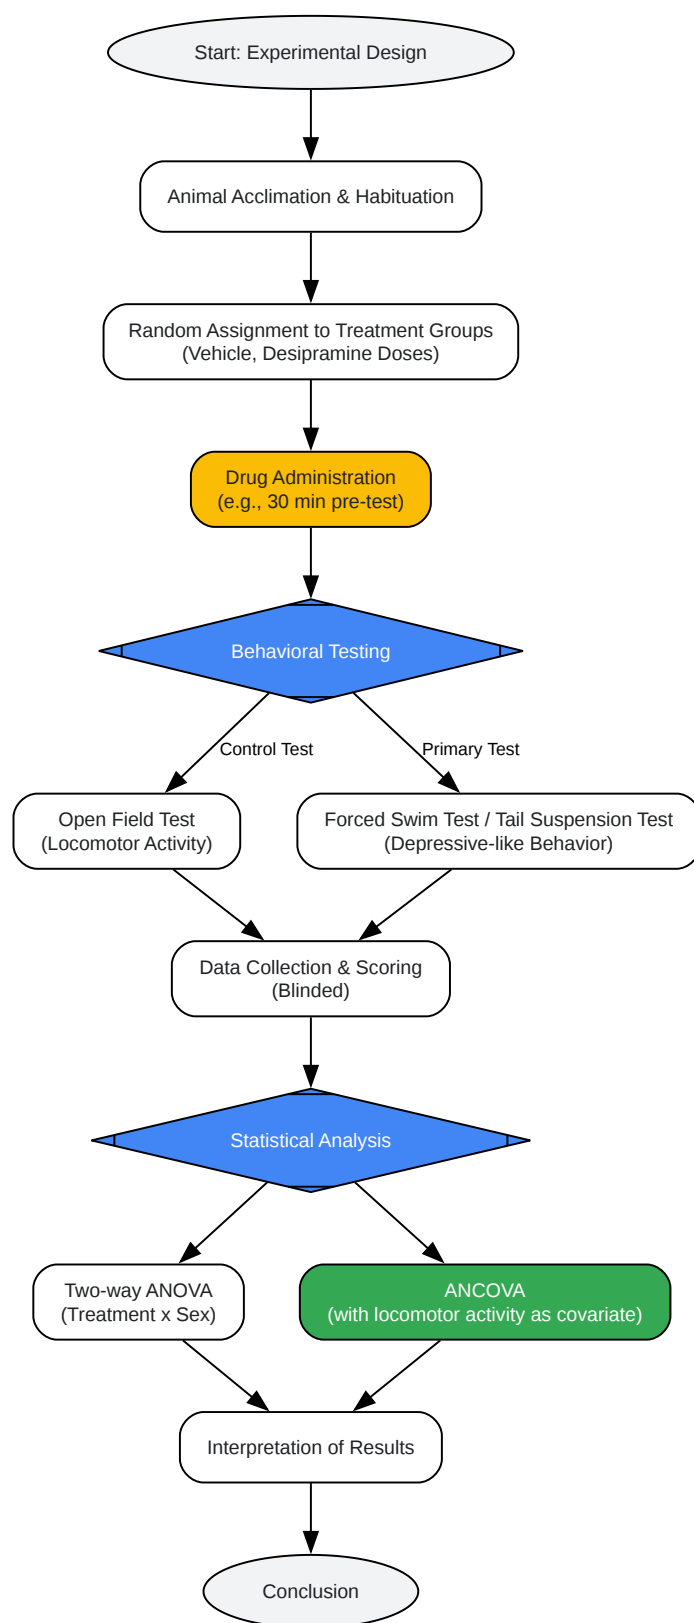 Start: Experimental Design
Animal Acclimation & Habituation
Random Assignment to Treatment Groups
(Vehicle, Desipramine Doses)
Drug Administration
(e.g., 30 min pre-test)
Behavioral Testing
Control Test
Primary Test
Open Field Test
(Locomotor Activity)
Forced Swim Test / Tail Suspension Test
(Depressive-like Behavior)
Data Collection & Scoring
(Blinded)
Statistical Analysis
Two-way ANOVA
(Treatment x Sex)
ANCOVA
(with locomotor activity as covariate)
Interpretation of Results
Conclusion